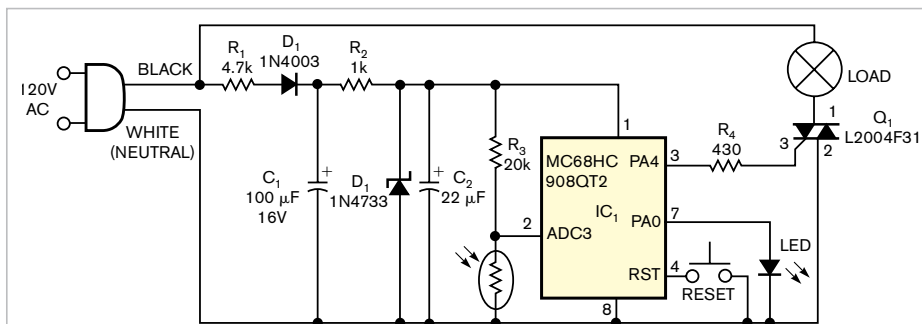 120V
AC
BLACK
WHITE
(NEUTRAL)
R1
4.7k
D1
1N4003
R2
1k
C1
100 µF
16V
+
D1
1N4733
+
C2
22 µF
R3
20k
1
MC68HC
908QT2
IC1
PA4
3
2
ADC3
PA0
7
RST
4
8
R4
430
RESET
LED
LOAD
1
3
2
Q1
L2004F31